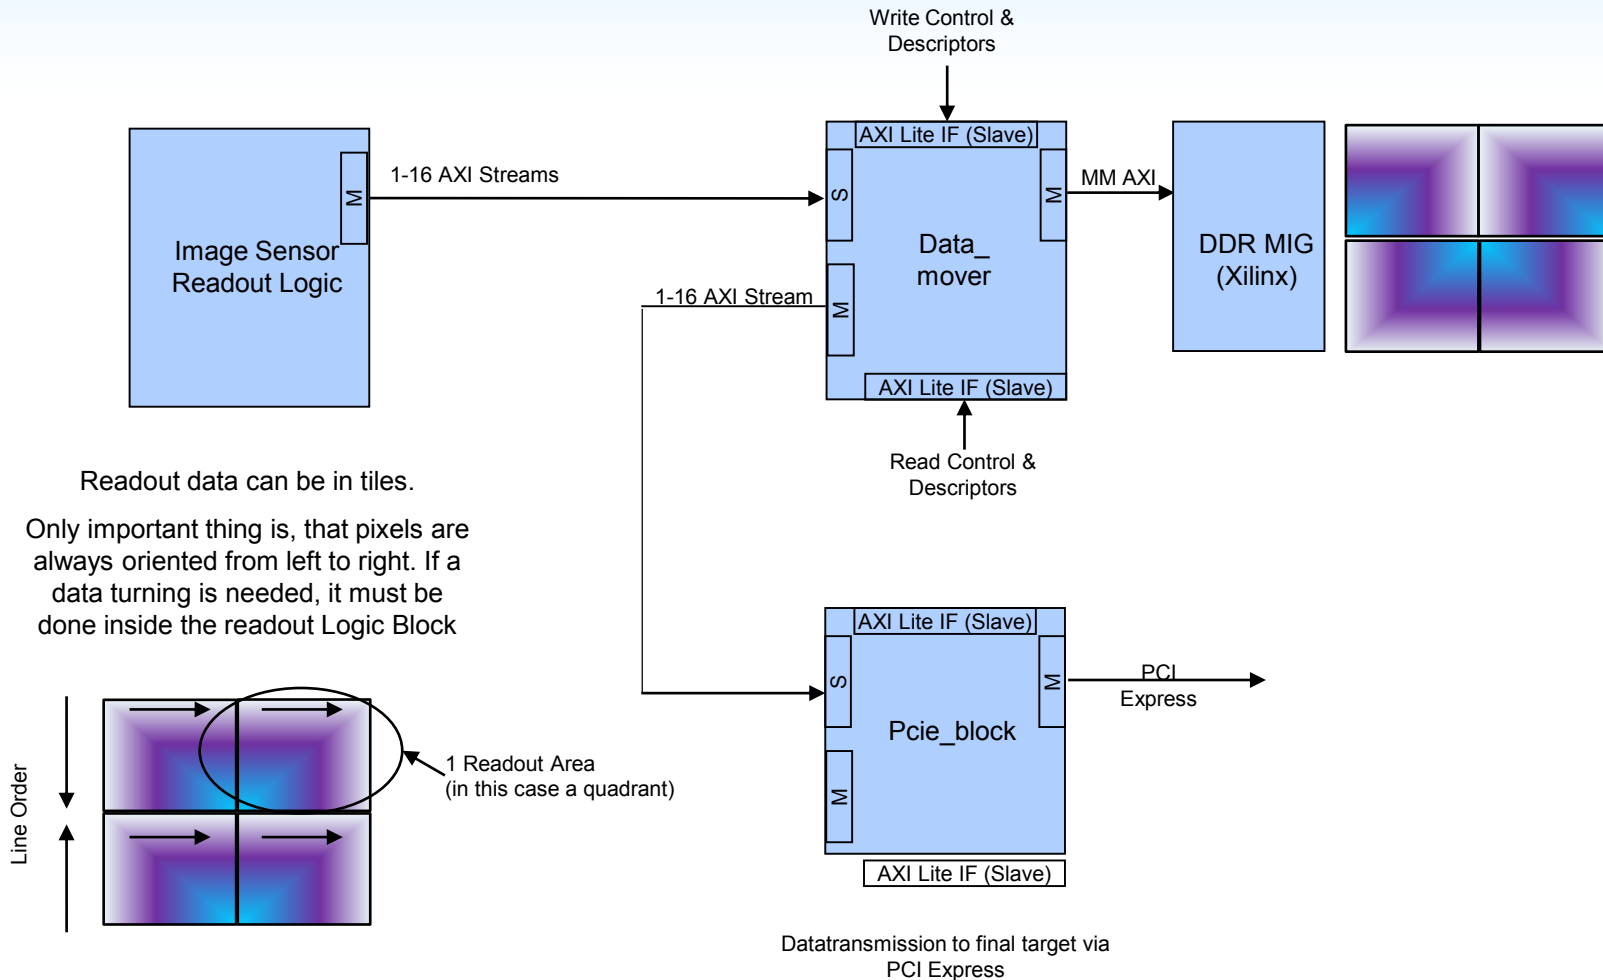 Write Control &
Descriptors
AXI Lite IF (Slave)
M
1-16 AXI Streams
S
M
MM AXI
Image Sensor
Readout Logic
Data_
mover
DDR MIG
(Xilinx)
1-16 AXI Stream
M
AXI Lite IF (Slave)
Read Control &
Descriptors
Readout data can be in tiles.
Only important thing is, that pixels are
always oriented from left to right. If a
data turning is needed, it must be
done inside the readout Logic Block
AXI Lite IF (Slave)
S
M
PCI
Express
Pcie_block
M
AXI Lite IF (Slave)
Line Order
1 Readout Area
(in this case a quadrant)
Datatransmission to final target via
PCI Express